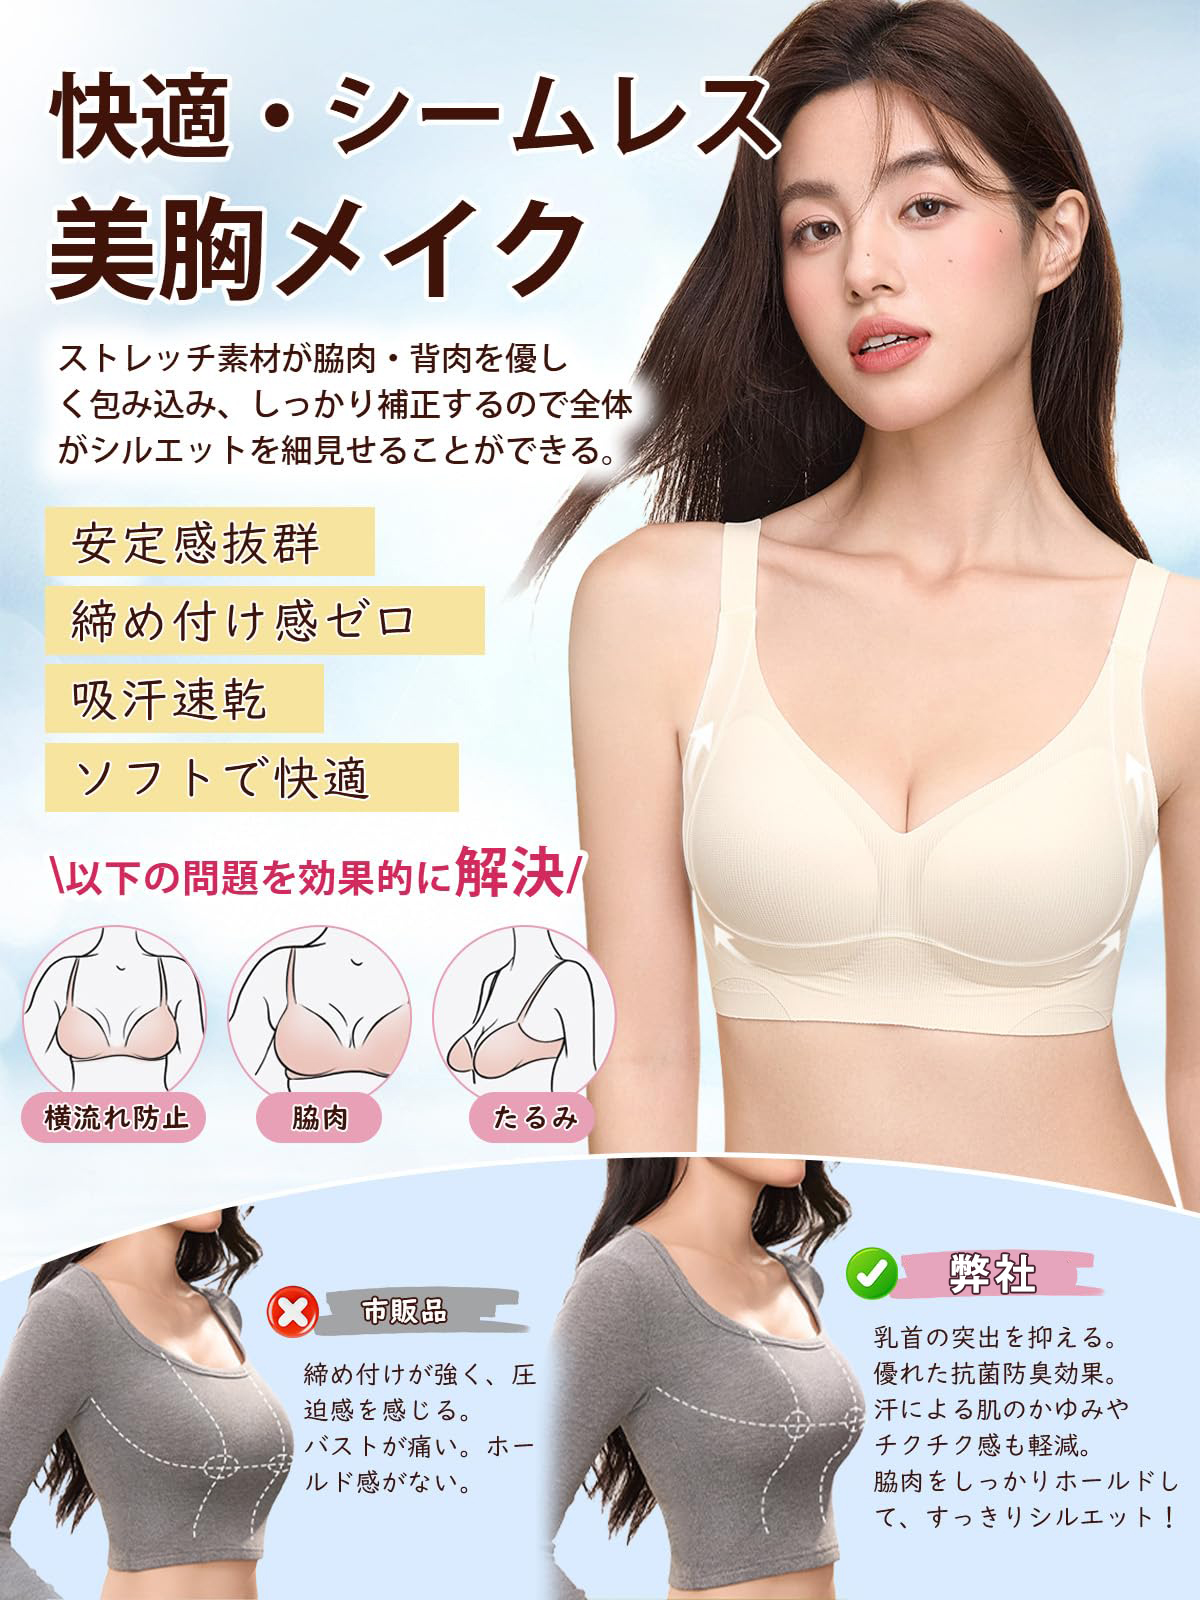 快適・シームレス
美胸メイク
ストレッチ素材が脇肉・背肉を優し
く包み込み、しっかり補正するので全体
がシルエットを細見せることができる。
安定感抜群
締め付け感ゼロ
吸汗速乾
ソフトで快適
\以下の問題を効果的に解決/
横流れ防止
脇肉
たるみ
市販品
締め付けが強く、圧
迫感を感じる。
バストが痛い。ホー
ルド感がない。
弊社
乳首の突出を抑える。
優れた抗菌防臭効果。
汗による肌のかゆみや
チクチク感も軽減。
脇肉をしっかりホールドし
て、すっきりシルエット！